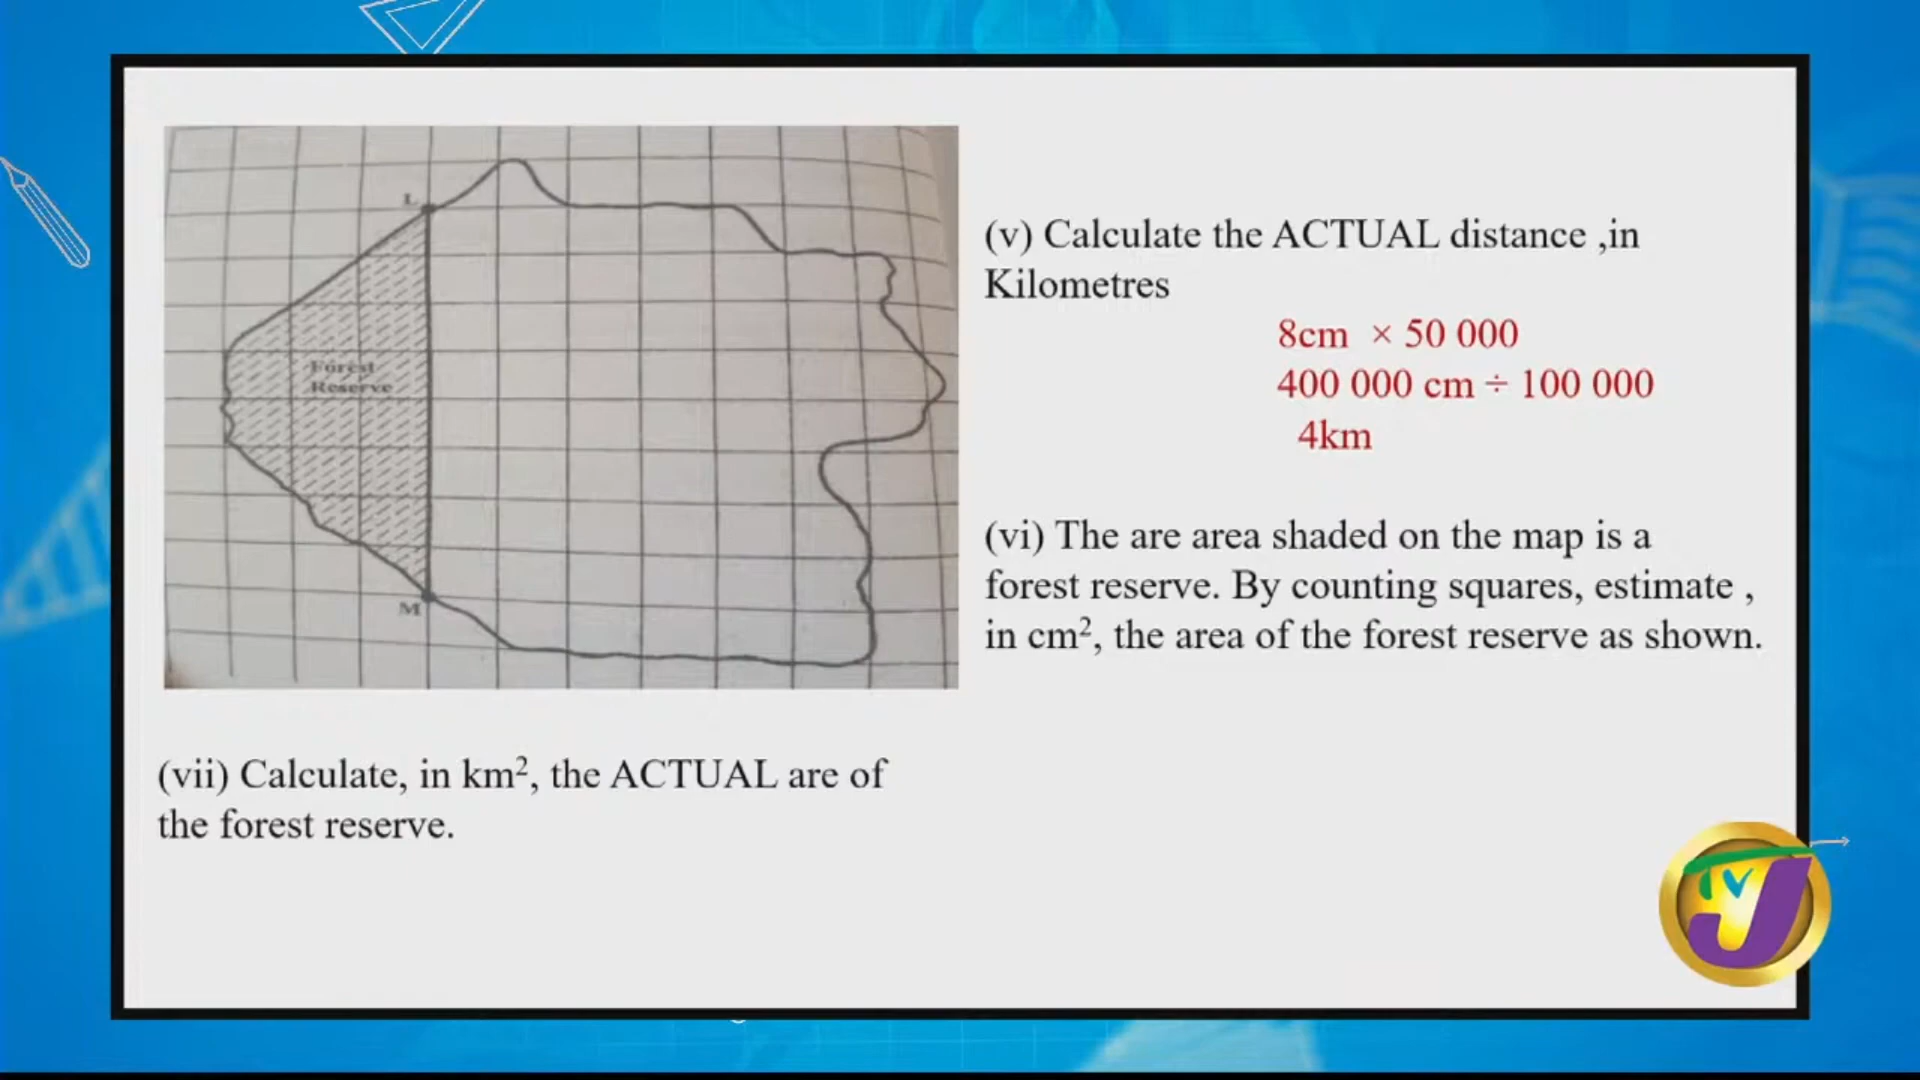 L
Forest
Reserve
M
(v) Calculate the ACTUAL distance ,in
Kilometres
8cm × 50 000
400 000 cm ÷ 100 000
4km
(vi) The are area shaded on the map is a
forest reserve. By counting squares, estimate ,
in cm², the area of the forest reserve as shown.
(vii) Calculate, in km², the ACTUAL are of
the forest reserve.
TVJ